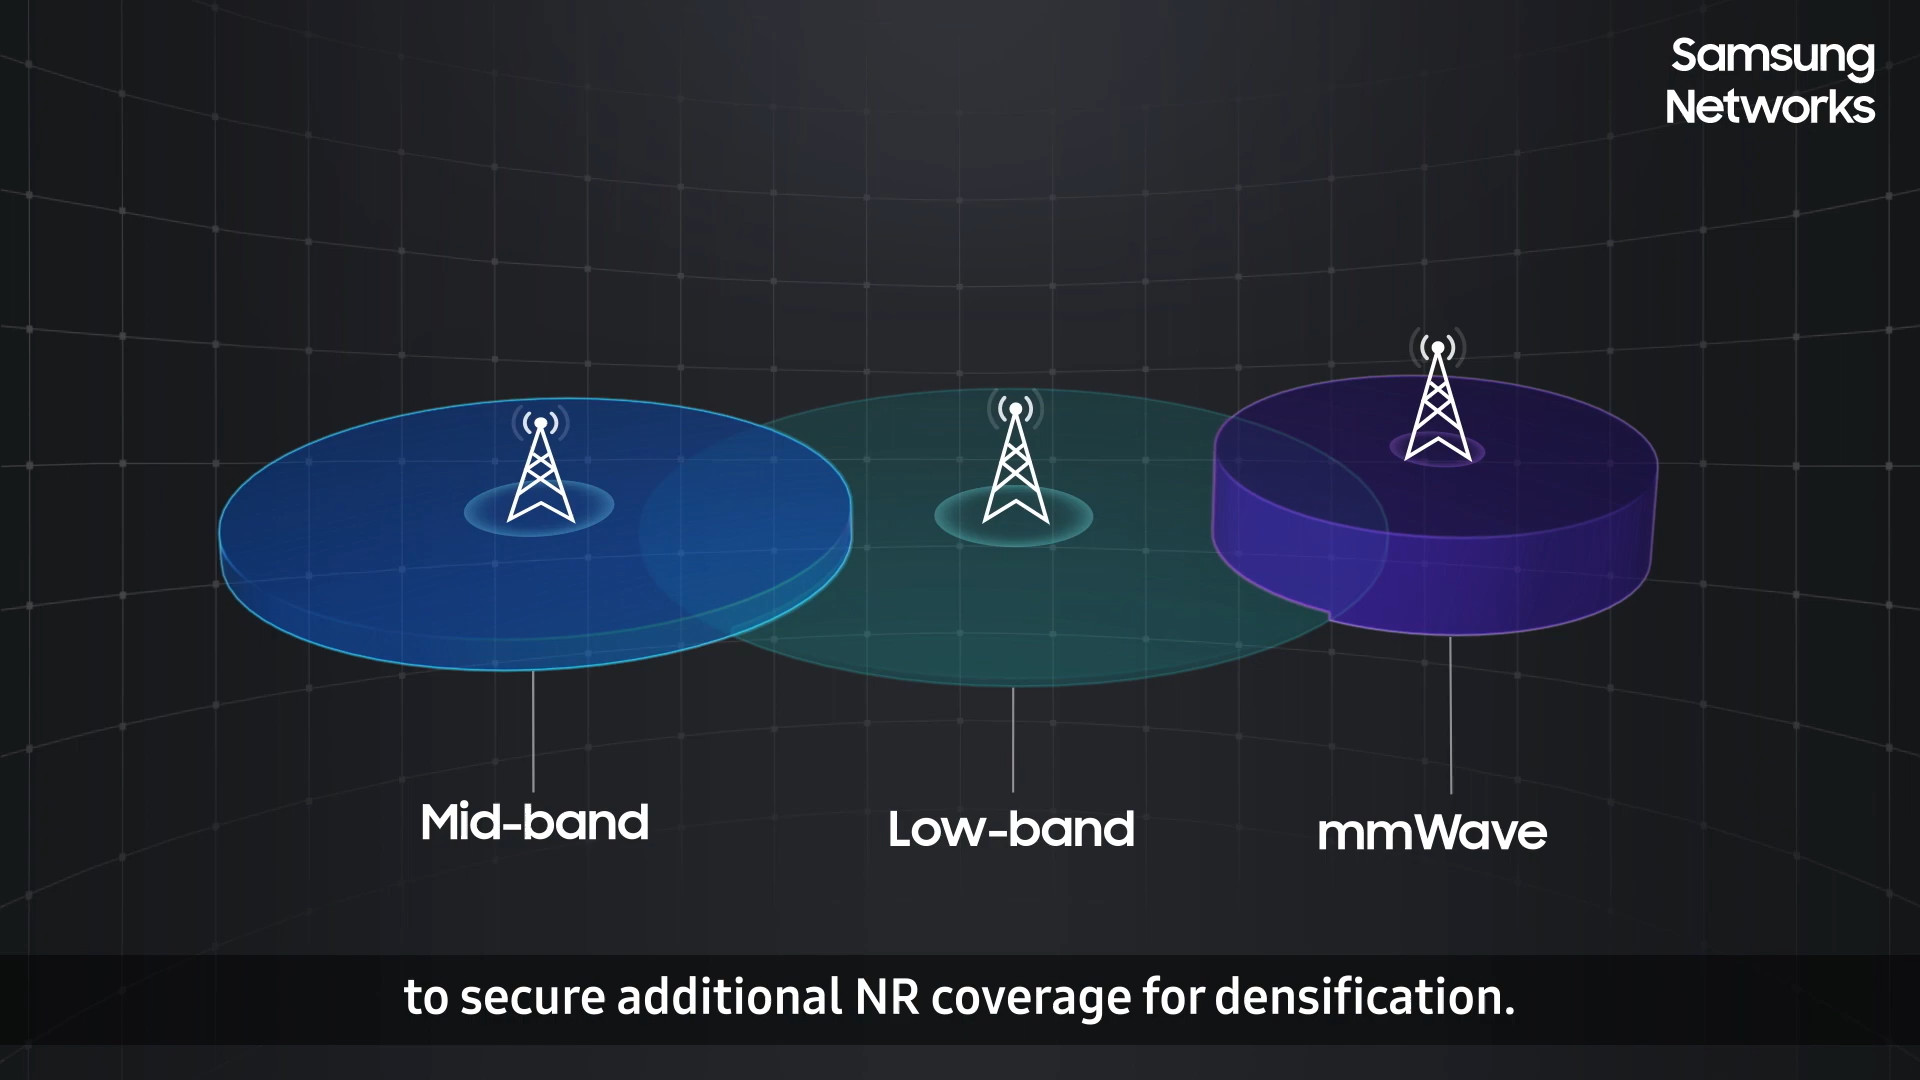 Samsung
Networks
Mid-band
Low-band
mmWave
to secure additional NR coverage for densification.